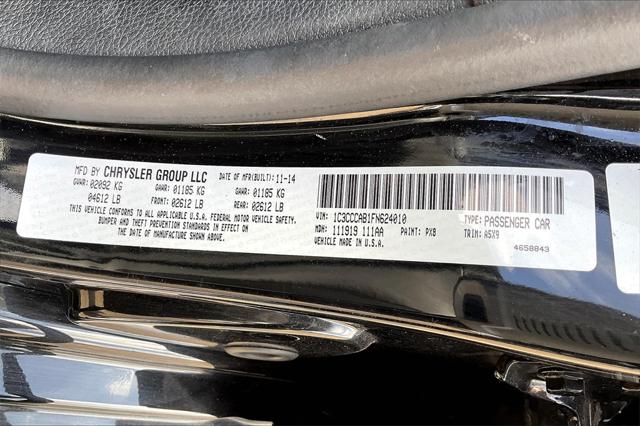 MFD BY CHRYSLER GROUP LLC DATE OF MFR(BUILT): 11-14
GVWR: 02092 KG GAWR: 01185 KG GAWR: 01185 KG
04612 LB FRONT: 02612 LB REAR: 02612 LB
THIS VEHICLE CONFORMS TO ALL APPLICABLE U.S.A. FEDERAL MOTOR VEHICLE SAFETY,
BUMPER AND THEFT PREVENTION STANDARDS IN EFFECT ON
THE DATE OF MANUFACTURE SHOWN ABOVE.
VIN: 1C3CCCAB1FN624010 TYPE: PASSENGER CAR
MDH: 111919 111AA PAINT: PX8 TRIM: A5X9
VEHICLE MADE IN U.S.A. 4658843